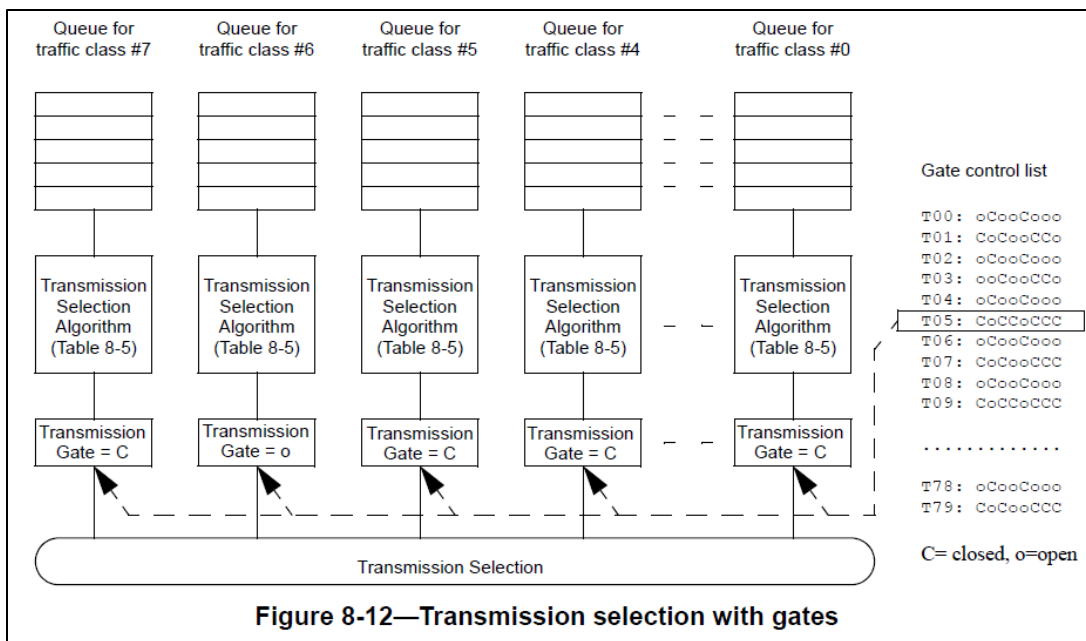 Queue for
traffic class #7
Queue for
traffic class #6
Queue for
traffic class #5
Queue for
traffic class #4
Queue for
traffic class #0
Transmission
Selection
Algorithm
(Table 8-5)
Transmission
Selection
Algorithm
(Table 8-5)
Transmission
Selection
Algorithm
(Table 8-5)
Transmission
Selection
Algorithm
(Table 8-5)
Transmission
Selection
Algorithm
(Table 8-5)
Transmission
Gate = C
Transmission
Gate = o
Transmission
Gate = C
Transmission
Gate = C
Transmission
Gate = C
Transmission Selection
Gate control list
T00: oCooCooo
T01: CoCooCCo
T02: oCooCooo
T03: ooCooCCo
T04: oCooCooo
T05: CoCCoCCC
T06: oCooCooo
T07: CoCooCCC
T08: oCooCooo
T09: CoCCoCCC
. . . . . . . . . . . . .
T78: oCooCooo
T79: CoCooCCC
C= closed, o=open
Figure 8-12—Transmission selection with gates